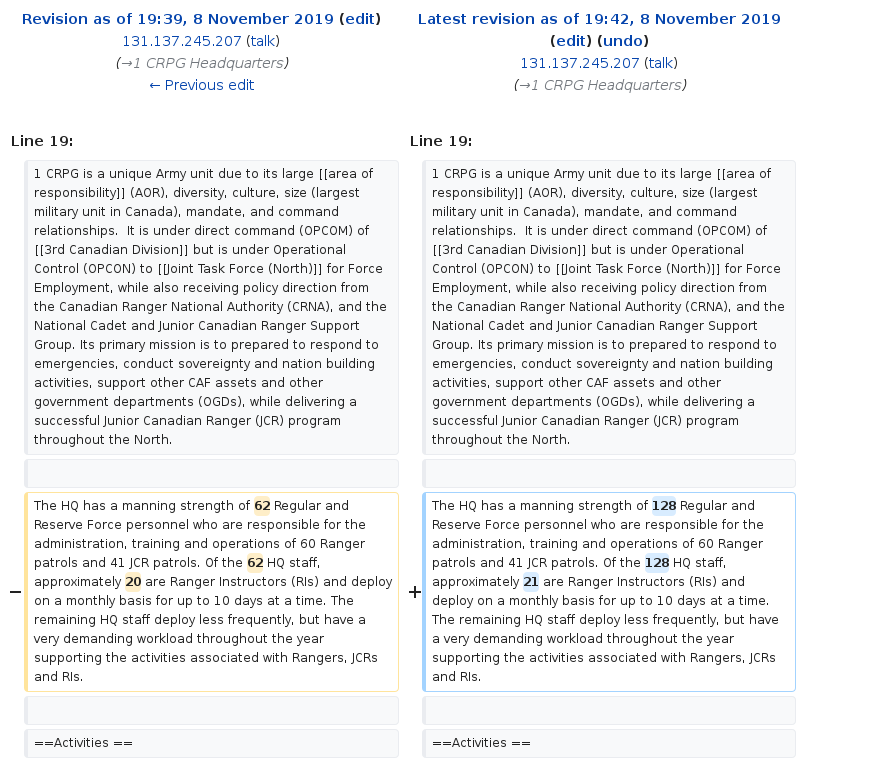 Revision as of 19:39, 8 November 2019 (edit)
131.137.245.207 (talk)
(→1 CRPG Headquarters)
← Previous edit
Latest revision as of 19:42, 8 November 2019
(edit) (undo)
131.137.245.207 (talk)
(→1 CRPG Headquarters)
Line 19:
1 CRPG is a unique Army unit due to its large [[area of
responsibility]] (AOR), diversity, culture, size (largest
military unit in Canada), mandate, and command
relationships.  It is under direct command (OPCOM) of
[[3rd Canadian Division]] but is under Operational
Control (OPCON) to [[Joint Task Force (North)]] for Force
Employment, while also receiving policy direction from
the Canadian Ranger National Authority (CRNA), and the
National Cadet and Junior Canadian Ranger Support
Group. Its primary mission is to prepared to respond to
emergencies, conduct sovereignty and nation building
activities, support other CAF assets and other
government departments (OGDs), while delivering a
successful Junior Canadian Ranger (JCR) program
throughout the North.
− The HQ has a manning strength of 62 Regular and
Reserve Force personnel who are responsible for the
administration, training and operations of 60 Ranger
patrols and 41 JCR patrols. Of the 62 HQ staff,
approximately 20 are Ranger Instructors (RIs) and deploy
on a monthly basis for up to 10 days at a time. The
remaining HQ staff deploy less frequently, but have a
very demanding workload throughout the year
supporting the activities associated with Rangers, JCRs
and RIs.
==Activities ==
Line 19:
1 CRPG is a unique Army unit due to its large [[area of
responsibility]] (AOR), diversity, culture, size (largest
military unit in Canada), mandate, and command
relationships.  It is under direct command (OPCOM) of
[[3rd Canadian Division]] but is under Operational
Control (OPCON) to [[Joint Task Force (North)]] for Force
Employment, while also receiving policy direction from
the Canadian Ranger National Authority (CRNA), and the
National Cadet and Junior Canadian Ranger Support
Group. Its primary mission is to prepared to respond to
emergencies, conduct sovereignty and nation building
activities, support other CAF assets and other
government departments (OGDs), while delivering a
successful Junior Canadian Ranger (JCR) program
throughout the North.
+ The HQ has a manning strength of 128 Regular and
Reserve Force personnel who are responsible for the
administration, training and operations of 60 Ranger
patrols and 41 JCR patrols. Of the 128 HQ staff,
approximately 21 are Ranger Instructors (RIs) and
deploy on a monthly basis for up to 10 days at a time.
The remaining HQ staff deploy less frequently, but have
a very demanding workload throughout the year
supporting the activities associated with Rangers, JCRs
and RIs.
==Activities ==